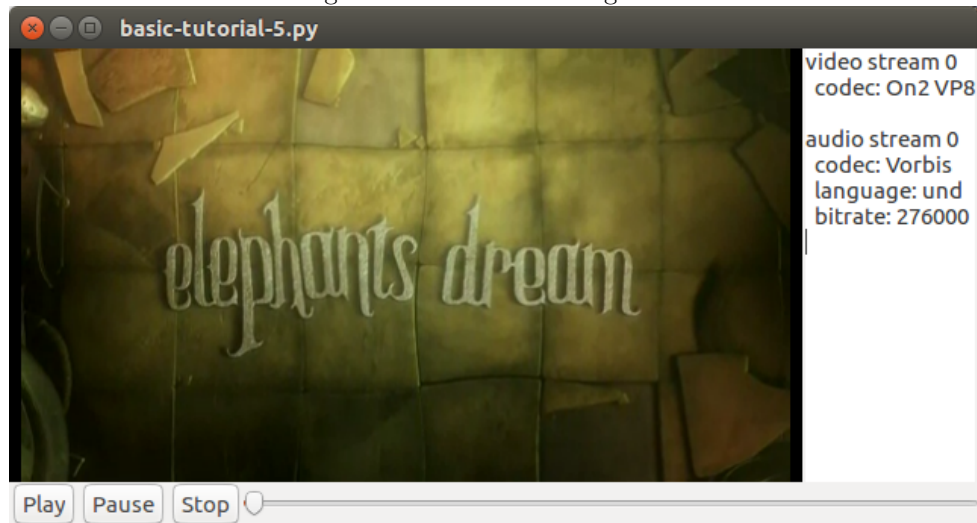 basic-tutorial-5.py
elephants dream
video stream 0
codec: On2 VP8
audio stream 0
codec: Vorbis
language: und
bitrate: 276000
Play Pause Stop